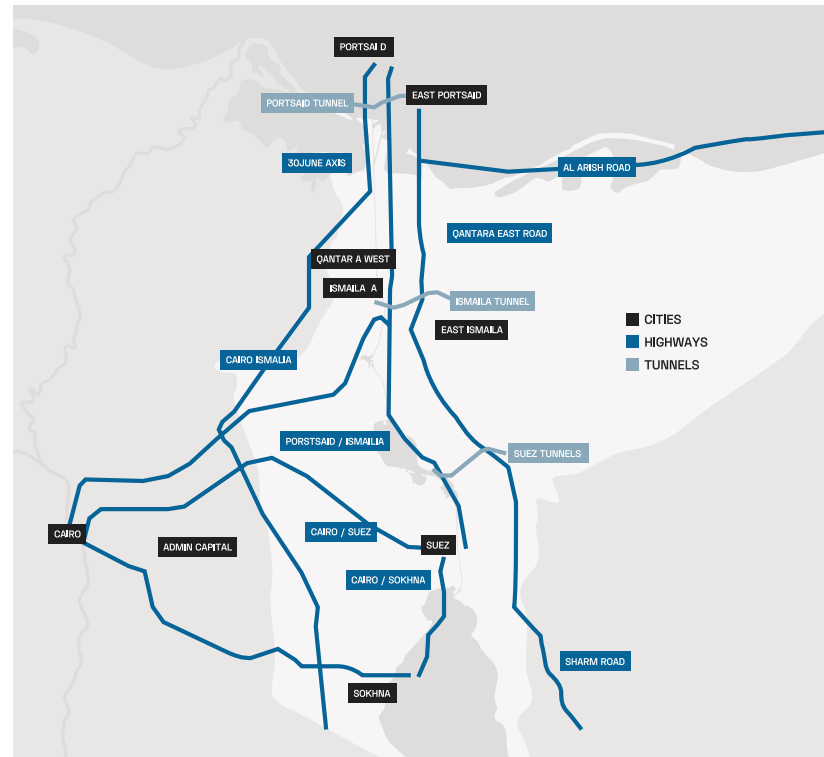 PORTSAI D
EAST PORTSAID
PORTSAID TUNNEL
30JUNE AXIS
AL ARISH ROAD
QANTARA EAST ROAD
QANTAR A WEST
ISMAILA A
ISMAILA TUNNEL
EAST ISMAILA
CITIES
HIGHWAYS
TUNNELS
CAIRO ISMALIA
PORSTSAID / ISMAILIA
SUEZ TUNNELS
CAIRO
CAIRO / SUEZ
ADMIN CAPITAL
SUEZ
CAIRO / SOKHNA
SHARM ROAD
SOKHNA